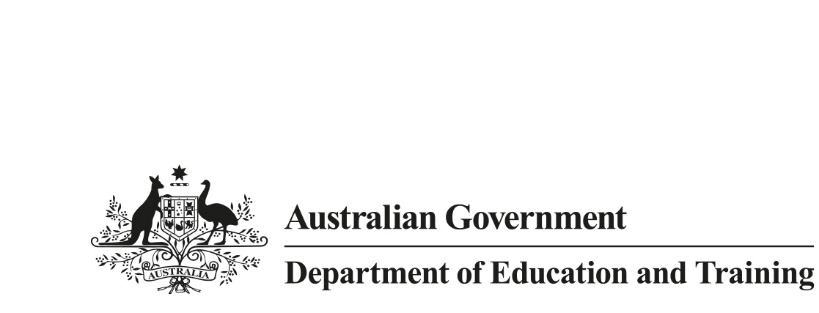 Australian Government
Department of Education and Training
AUSTRALIA